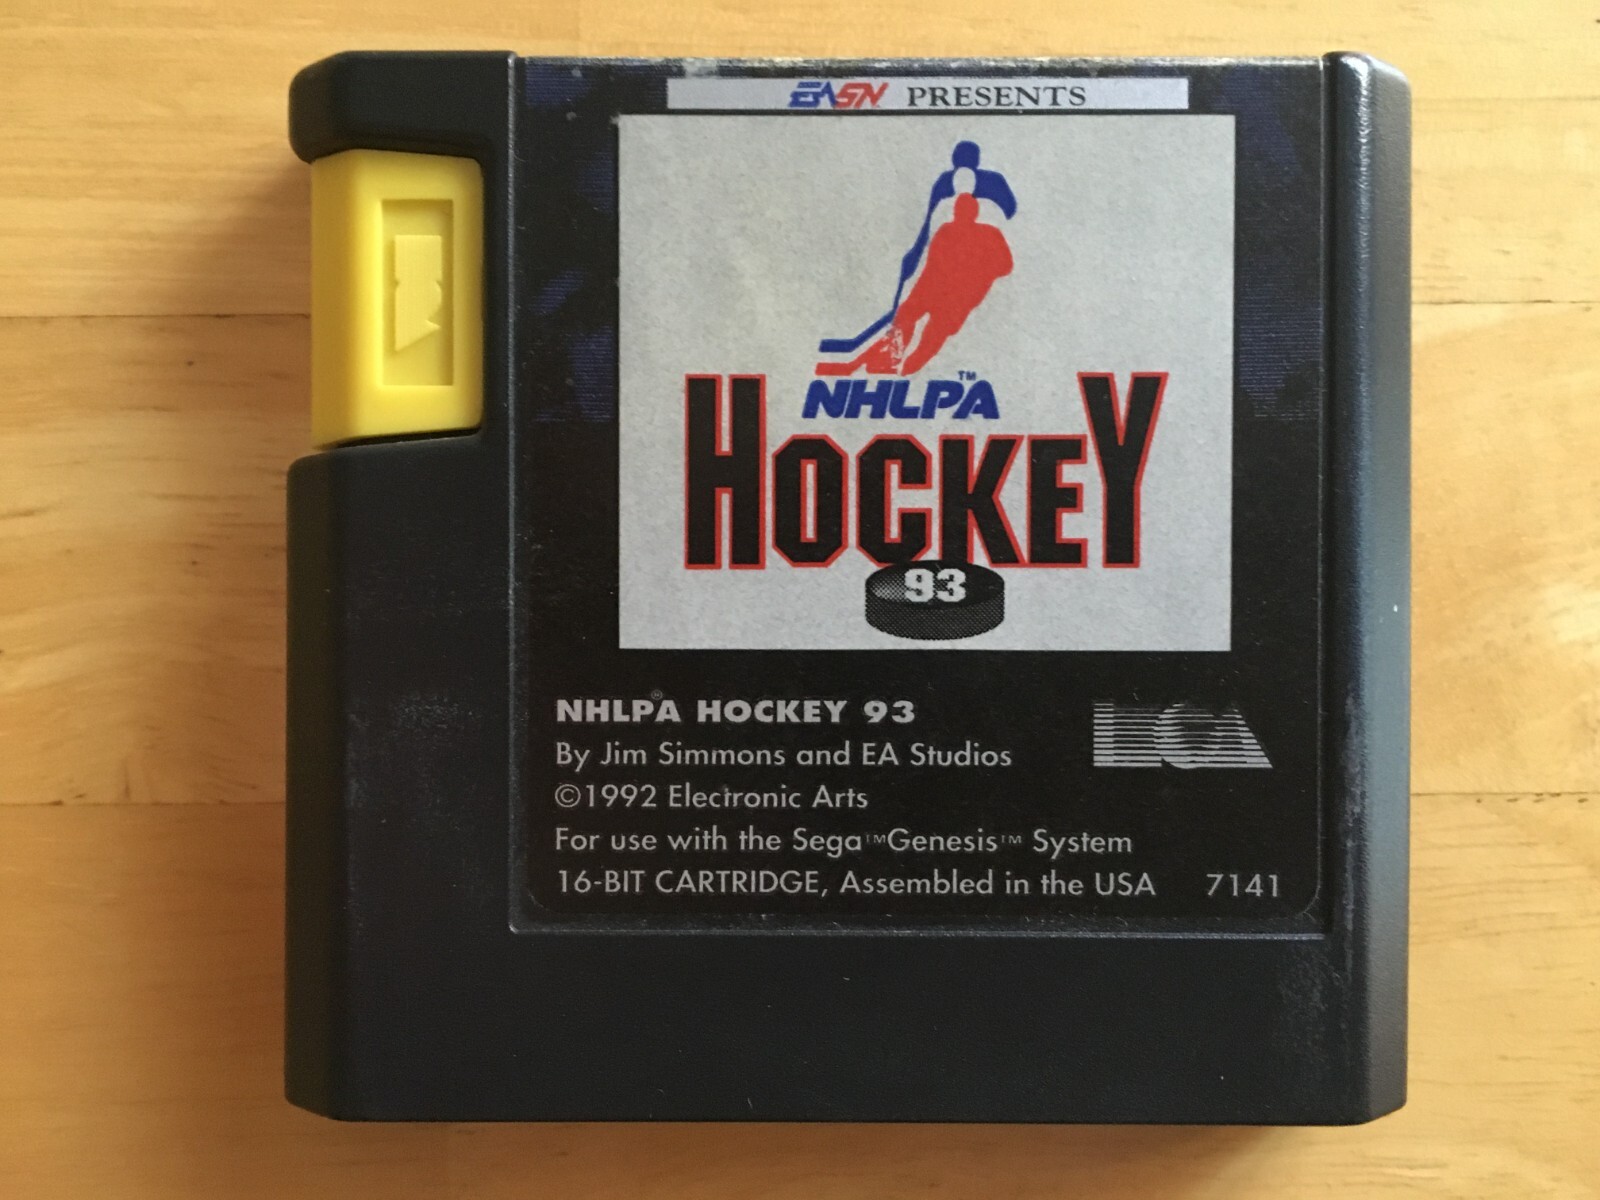 EASN PRESENTS
NHLPA™
HOCKEY
93
NHLPA® HOCKEY 93
By Jim Simmons and EA Studios
©1992 Electronic Arts
For use with the Sega™Genesis™ System
16-BIT CARTRIDGE, Assembled in the USA 7141
EA